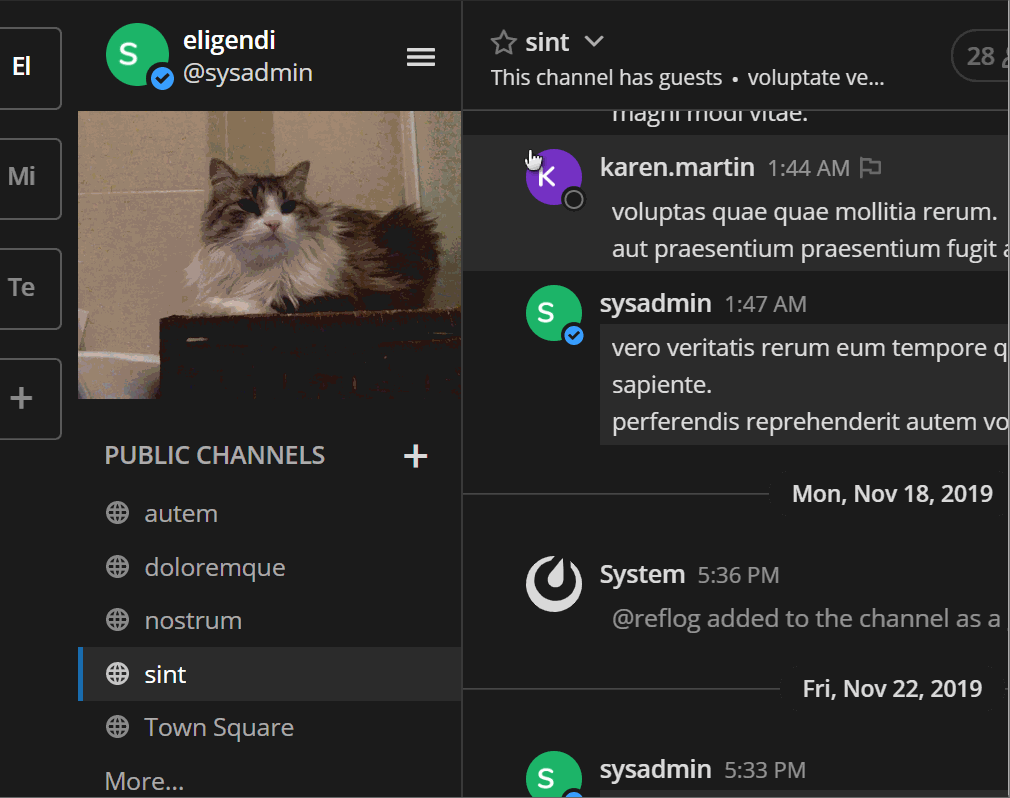 El
Mi
Te
+
S
eligendi
@sysadmin
PUBLIC CHANNELS +
autem
doloremque
nostrum
sint
Town Square
More...
sint
This channel has guests • voluptate ve...
28
magni modi vitae.
K
karen.martin 1:44 AM
voluptas quae quae mollitia rerum.
aut praesentium praesentium fugit
S
sysadmin 1:47 AM
vero veritatis rerum eum tempore q
sapiente.
perferendis reprehenderit autem vo
Mon, Nov 18, 2019
System 5:36 PM
@reflog added to the channel as a
Fri, Nov 22, 2019
S
sysadmin 5:33 PM